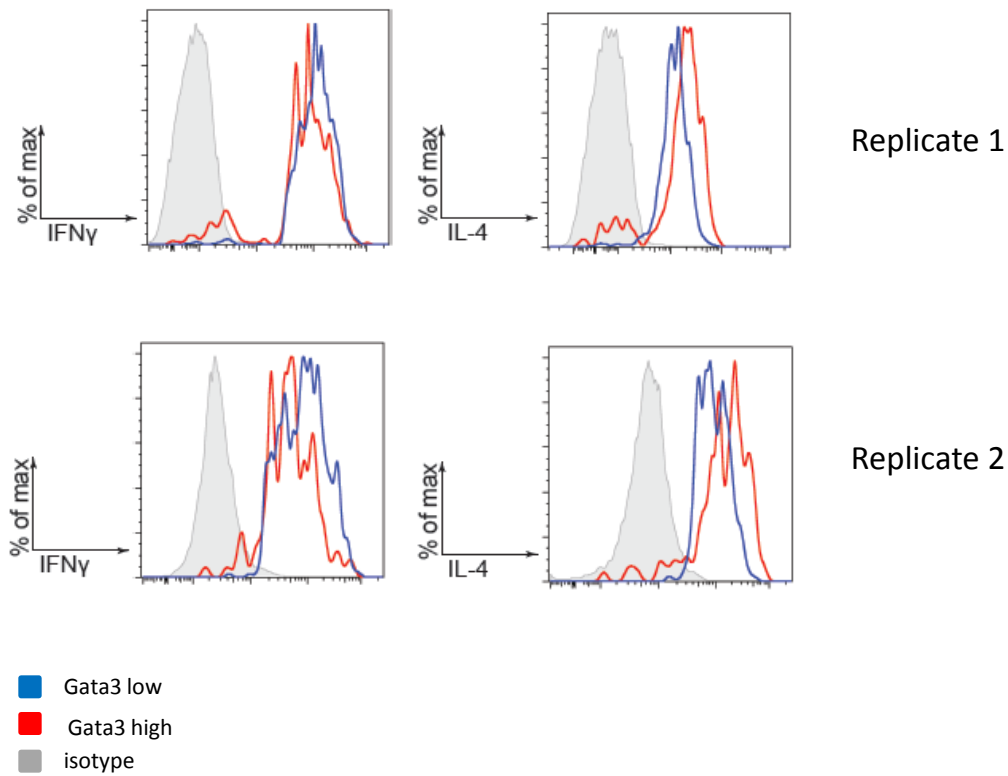 % of max
IFNγ
% of max
IL-4
Replicate 1
% of max
IFNγ
% of max
IL-4
Replicate 2
Gata3 low
Gata3 high
isotype